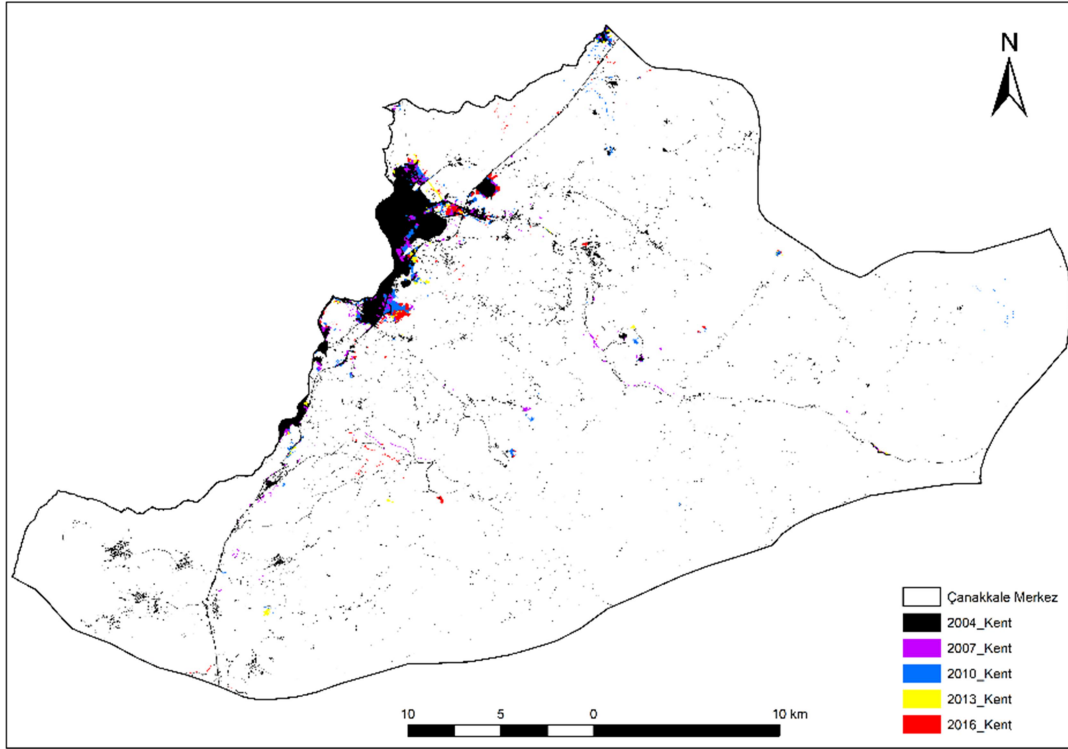 N
Çanakkale Merkez
2004_Kent
2007_Kent
2010_Kent
2013_Kent
2016_Kent
10 5 0 10 km